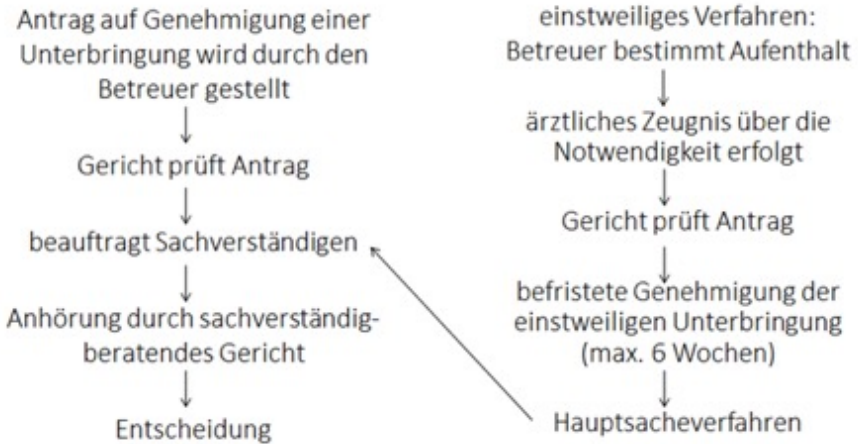 Antrag auf Genehmigung einer
Unterbringung wird durch den
Betreuer gestellt
Gericht prüft Antrag
beauftragt Sachverständigen
Anhörung durch sachverständig-
beratendes Gericht
Entscheidung
einstweiliges Verfahren:
Betreuer bestimmt Aufenthalt
ärztliches Zeugnis über die
Notwendigkeit erfolgt
Gericht prüft Antrag
befristete Genehmigung der
einstweiligen Unterbringung
(max. 6 Wochen)
Hauptsacheverfahren